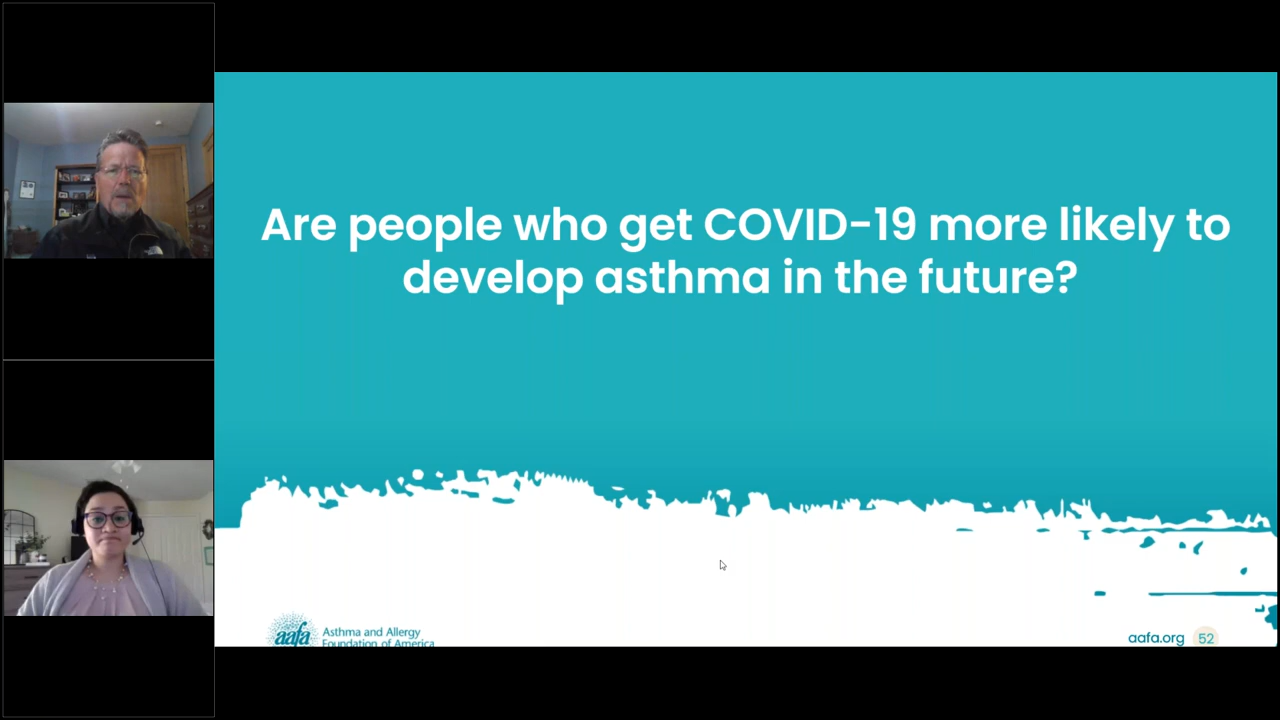 Are people who get COVID-19 more likely to
develop asthma in the future?
aafa
Asthma and Allergy
Foundation of America
aafa.org 52